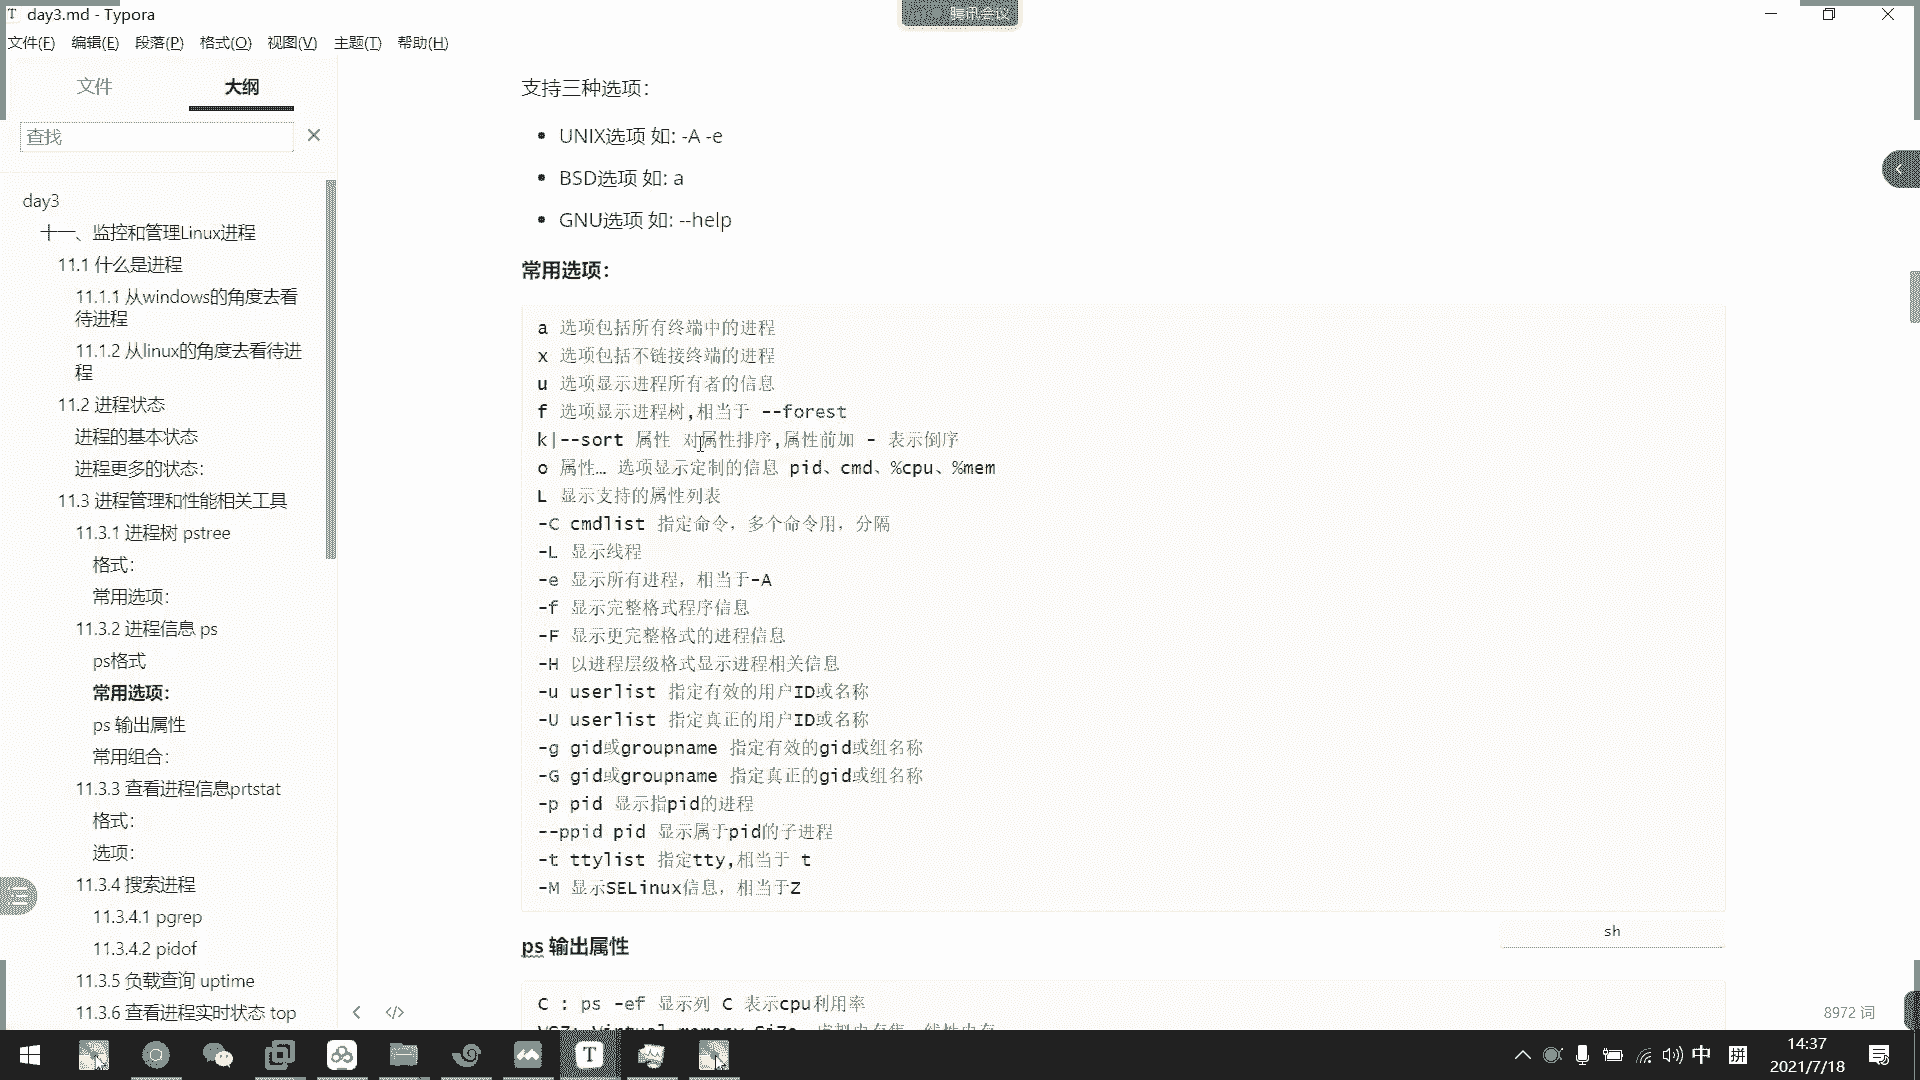 day3.md - Typora
腾讯会议
文件(F) 编辑(E) 段落(P) 格式(O) 视图(V) 主题(T) 帮助(H)
文件 大纲
查找
day3
十一、监控和管理Linux进程
11.1 什么是进程
11.1.1 从windows的角度去看
待进程
11.1.2 从linux的角度去看待进
程
11.2 进程状态
进程的基本状态
进程更多的状态:
11.3 进程管理和性能相关工具
11.3.1 进程树 pstree
格式:
常用选项:
11.3.2 进程信息 ps
ps格式
常用选项:
ps 输出属性
常用组合:
11.3.3 查看进程信息prtstat
格式:
选项:
11.3.4 搜索进程
11.3.4.1 pgrep
11.3.4.2 pidof
11.3.5 负载查询 uptime
11.3.6 查看进程实时状态 top
支持三种选项:
UNIX选项 如: -A -e
BSD选项 如: a
GNU选项 如: --help
常用选项:
a 选项包括所有终端中的进程
x 选项包括不链接终端的进程
u 选项显示进程所有者的信息
f 选项显示进程树,相当于 --forest
k|--sort 属性 对属性排序,属性前加 - 表示倒序
o 属性… 选项显示定制的信息 pid、cmd、%cpu、%mem
L 显示支持的属性列表
-C cmdlist 指定命令，多个命令用，分隔
-L 显示线程
-e 显示所有进程，相当于-A
-f 显示完整格式程序信息
-F 显示更完整格式的进程信息
-H 以进程层级格式显示进程相关信息
-u userlist 指定有效的用户ID或名称
-U userlist 指定真正的用户ID或名称
-g gid或groupname 指定有效的gid或组名称
-G gid或groupname 指定真正的gid或组名称
-p pid 显示指pid的进程
--ppid pid 显示属于pid的子进程
-t ttylist 指定tty,相当于 t
-M 显示SELinux信息，相当于Z
sh
ps 输出属性
C : ps -ef 显示列 C 表示cpu利用率
VSZ: Virtual memory SiZe，虚拟内存集，线性内存
8972 词
中 拼
14:37
2021/7/18